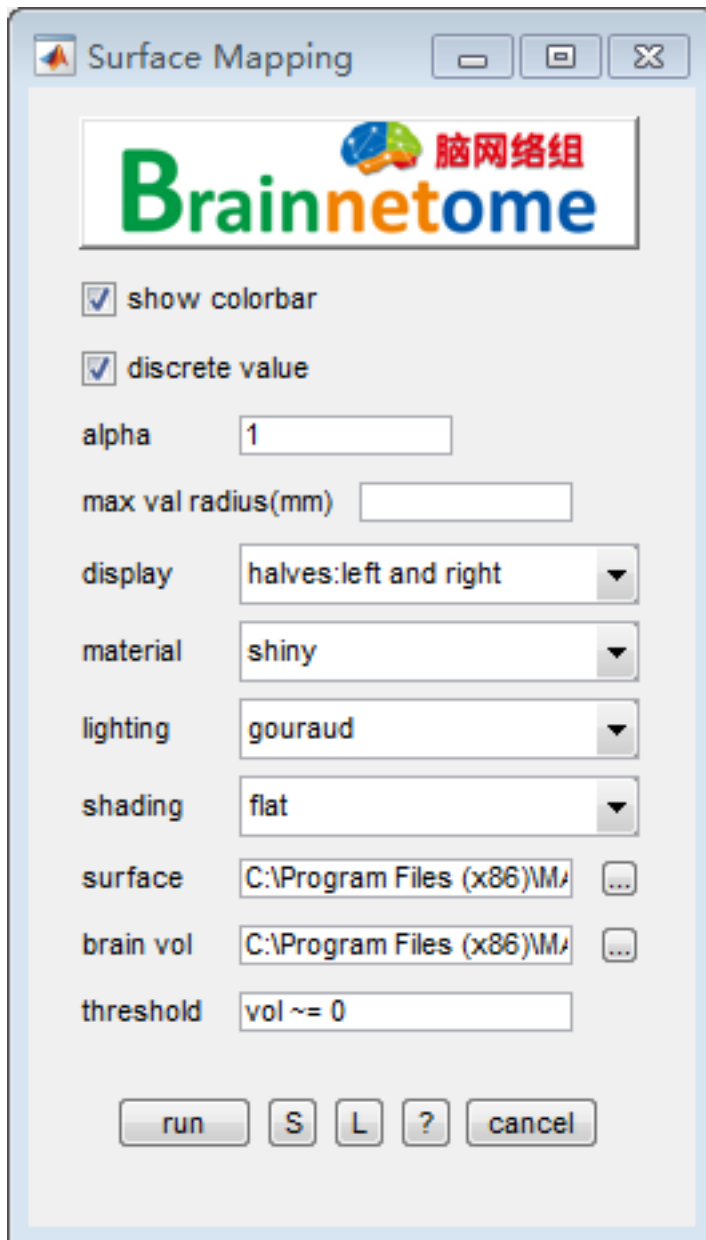 Surface Mapping
脑网络组
Brainnetome
show colorbar
discrete value
alpha 1
max val radius(mm)
display halves:left and right
material shiny
lighting gouraud
shading flat
surface C:\Program Files (x86)\MA ...
brain vol C:\Program Files (x86)\MA ...
threshold vol ~= 0
run S L ? cancel